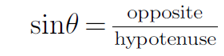 sinθ = opposite / hypotenuse